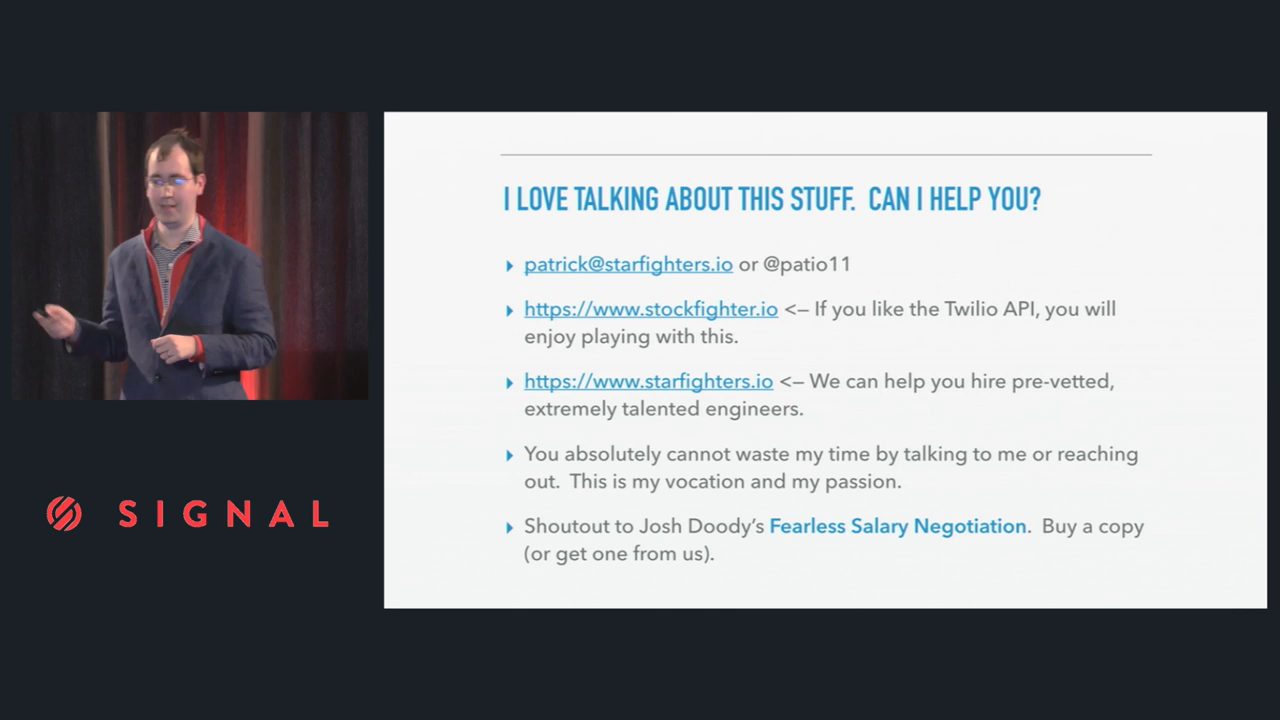 I LOVE TALKING ABOUT THIS STUFF. CAN I HELP YOU?
patrick@starfighters.io or @patio11
https://www.stockfighter.io <– If you like the Twilio API, you will
enjoy playing with this.
https://www.starfighters.io <– We can help you hire pre-vetted,
extremely talented engineers.
You absolutely cannot waste my time by talking to me or reaching
out. This is my vocation and my passion.
Shoutout to Josh Doody’s Fearless Salary Negotiation. Buy a copy
(or get one from us).
SIGNAL